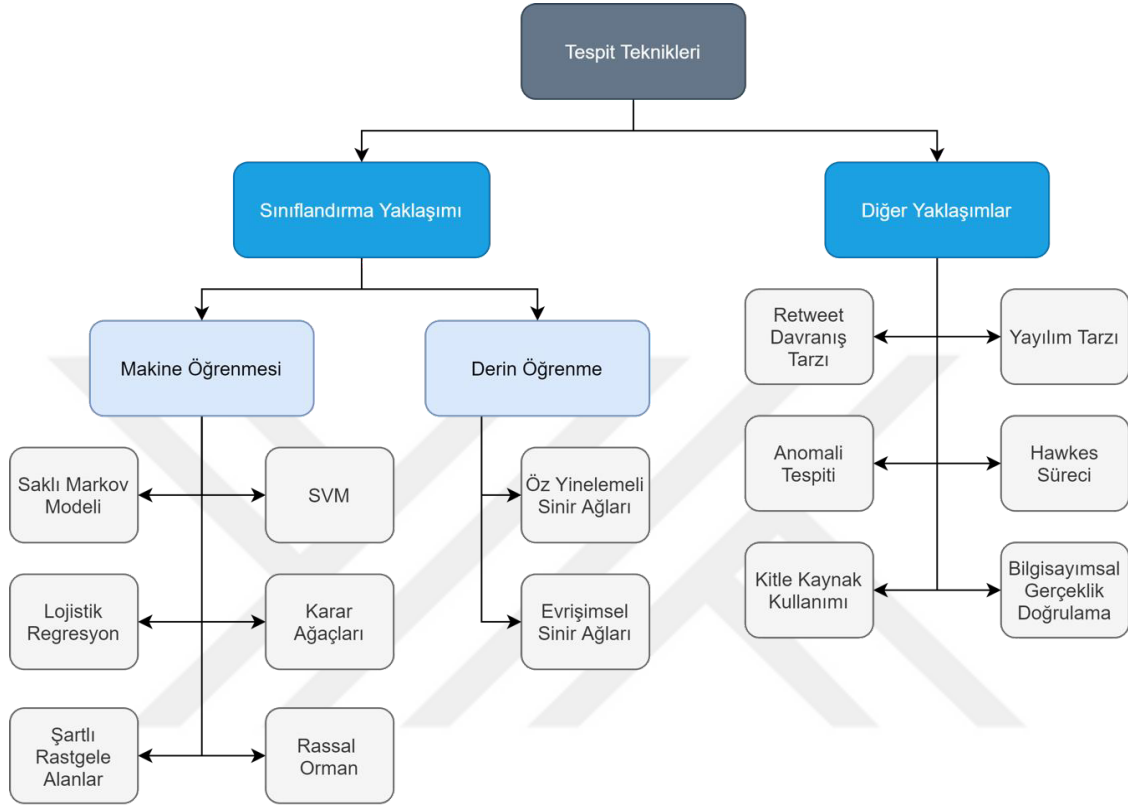 Tespit Teknikleri
Sınıflandırma Yaklaşımı
Diğer Yaklaşımlar
Makine Öğrenmesi
Derin Öğrenme
Retweet
Davranış
Tarzı
Yayılım Tarzı
Saklı Markov
Modeli
SVM
Öz Yinelemeli
Sinir Ağları
Anomali
Tespiti
Hawkes
Süreci
Lojistik
Regresyon
Karar
Ağaçları
Evrişimsel
Sinir Ağları
Kitle Kaynak
Kullanımı
Bilgisayımsal
Gerçeklik
Doğrulama
Şartlı
Rastgele
Alanlar
Rassal
Orman